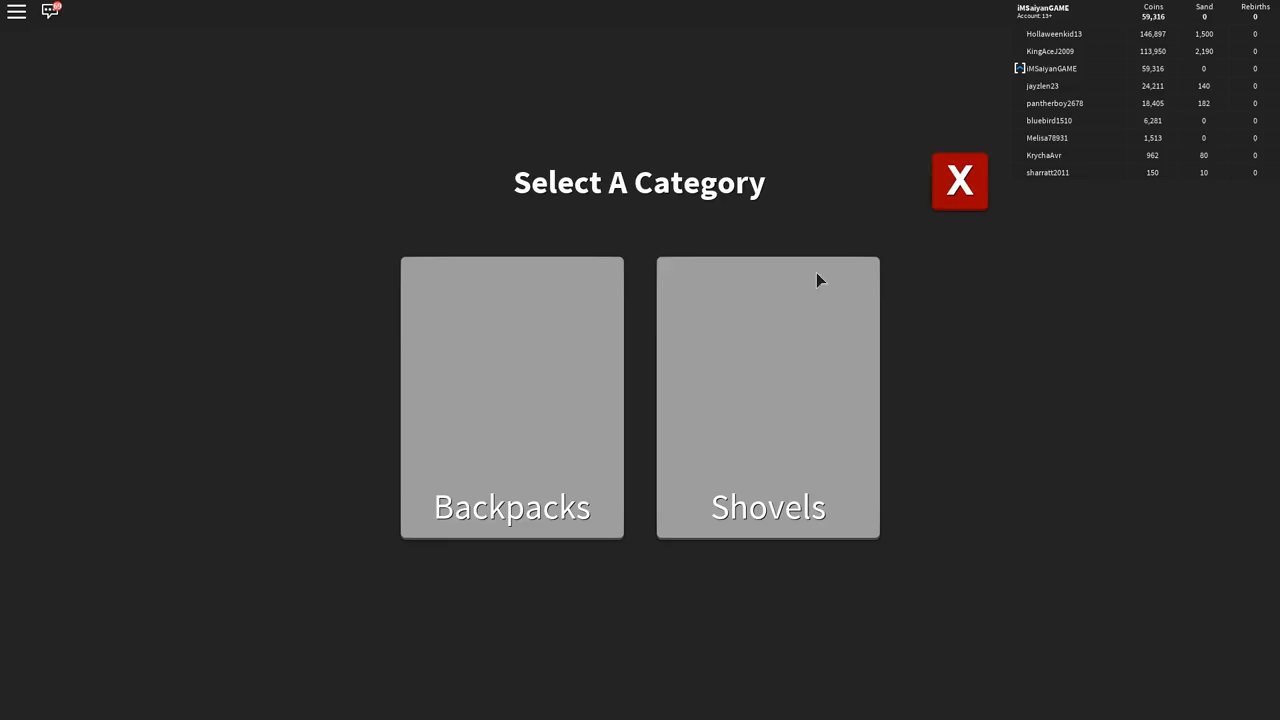 69
iMSaiyanGAME Coins Sand Rebirths
Account: 13+ 59,316 0 0
Hollaweenkid13 146,897 1,500 0
KingAceJ2009 113,950 2,190 0
iMSaiyanGAME 59,316 0 0
jayzlen23 24,211 140 0
pantherboy2678 18,405 182 0
bluebird1510 6,281 0 0
Melisa78931 1,513 0 0
KrychaAvr 962 80 0
sharratt2011 150 10 0
Select A Category
X
Backpacks Shovels